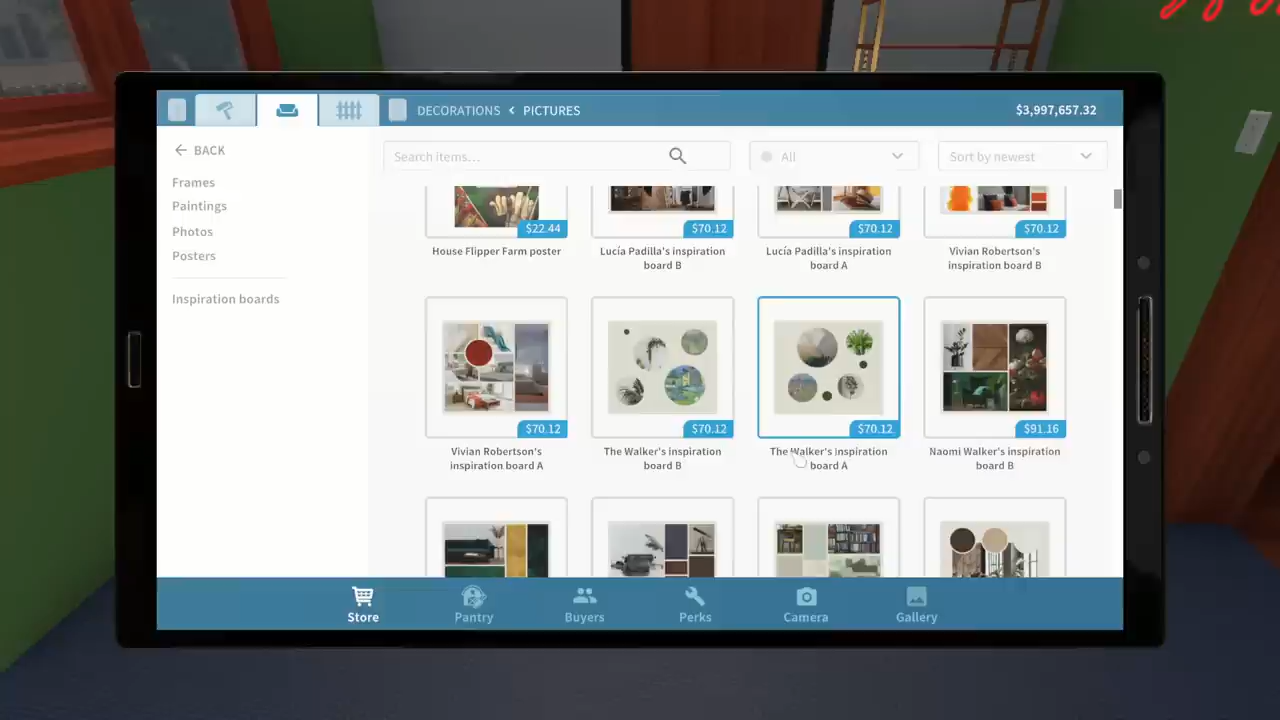 DECORATIONS < PICTURES
$3,997,657.32
BACK
Search items...
All
Sort by newest
Frames
Paintings
Photos
Posters
Inspiration boards
$22.44
$70.12
$70.12
$70.12
House Flipper Farm poster
Lucía Padilla's inspiration board B
Lucía Padilla's inspiration board A
Vivian Robertson's inspiration board B
$70.12
$70.12
$70.12
$91.16
Vivian Robertson's inspiration board A
The Walker's inspiration board B
The Walker's inspiration board A
Naomi Walker's inspiration board B
Store
Pantry
Buyers
Perks
Camera
Gallery